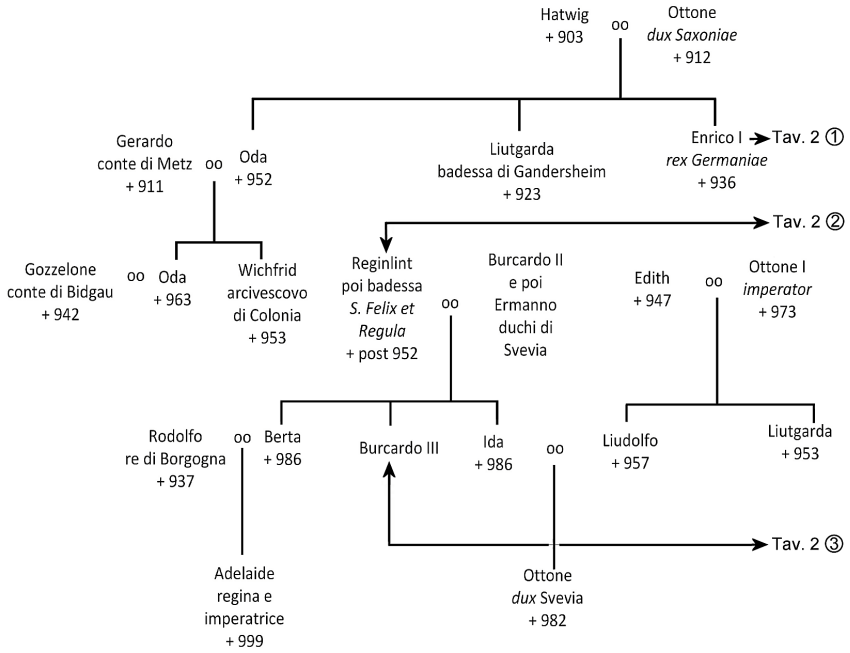 Hatwig
+ 903
oo
Ottone
dux Saxoniae
+ 912
Gerardo
conte di Metz
+ 911
oo
Oda
+ 952
Liutgarda
badessa di Gandersheim
+ 923
Enrico I
rex Germaniae
+ 936
Tav. 2 ①
Tav. 2 ②
Gozzelone
conte di Bidgau
+ 942
oo
Oda
+ 963
Wichfrid
arcivescovo
di Colonia
+ 953
Reginlint
poi badessa
S. Felix et
Regula
+ post 952
oo
Burcardo II
e poi
Ermanno
duchi di
Svevia
Edith
+ 947
oo
Ottone I
imperator
+ 973
Rodolfo
re di Borgogna
+ 937
oo
Berta
+ 986
Burcardo III
Ida
+ 986
oo
Liudolfo
+ 957
Liutgarda
+ 953
Tav. 2 ③
Adelaide
regina e
imperatrice
+ 999
Ottone
dux Svevia
+ 982